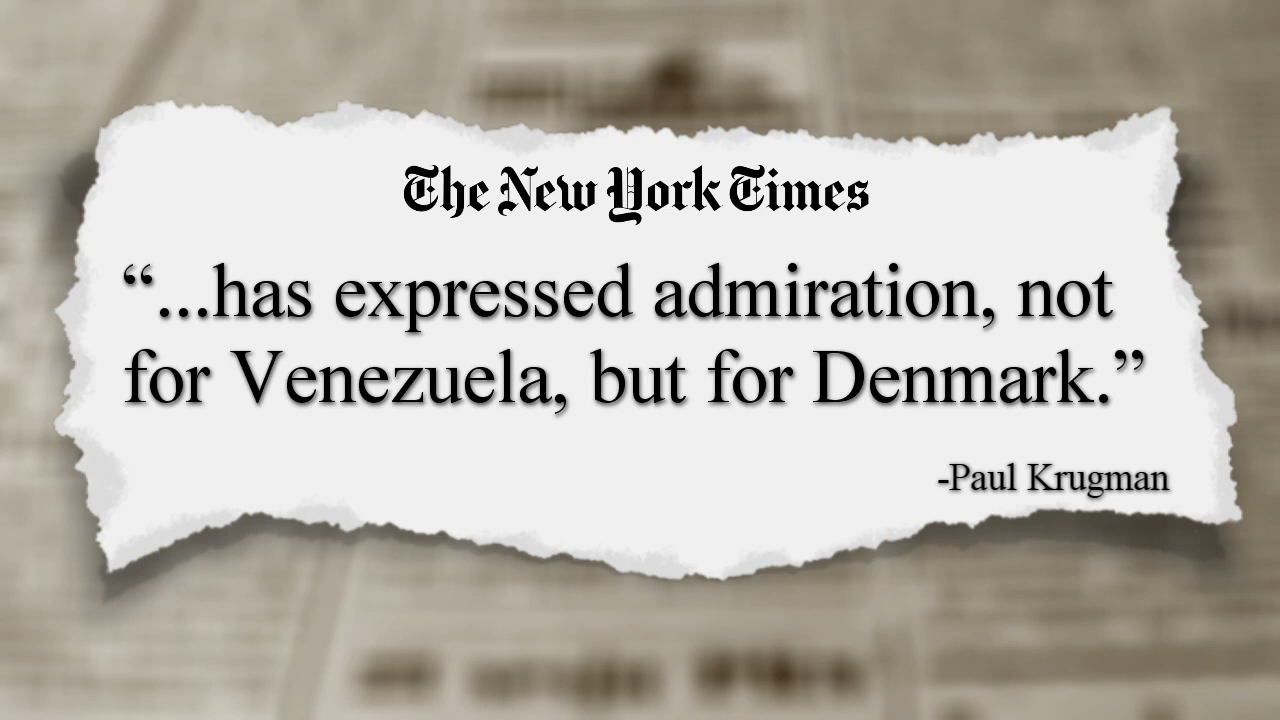 The New York Times
“...has expressed admiration, not
for Venezuela, but for Denmark.”
-Paul Krugman